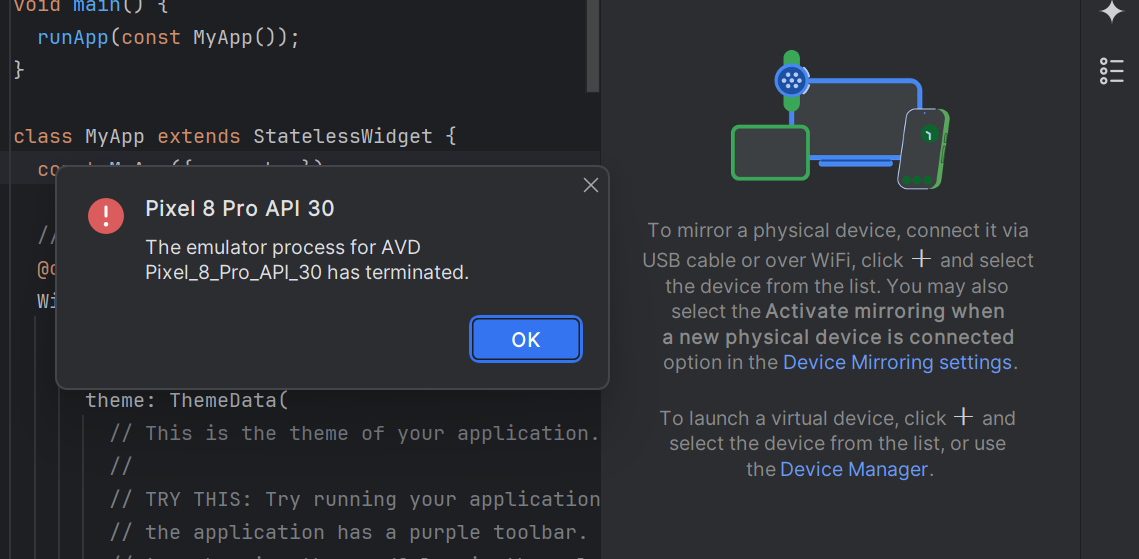 void main() {
runApp(const MyApp());
}
class MyApp extends StatelessWidget {
Pixel 8 Pro API 30
The emulator process for AVD
Pixel_8_Pro_API_30 has terminated.
OK
//
Wi
theme: ThemeData(
// This is the theme of your application.
//
// TRY THIS: Try running your application
// the application has a purple toolbar.
To mirror a physical device, connect it via
USB cable or over WiFi, click + and select
the device from the list. You may also
select the Activate mirroring when
a new physical device is connected
option in the Device Mirroring settings.
To launch a virtual device, click + and
select the device from the list, or use
the Device Manager.